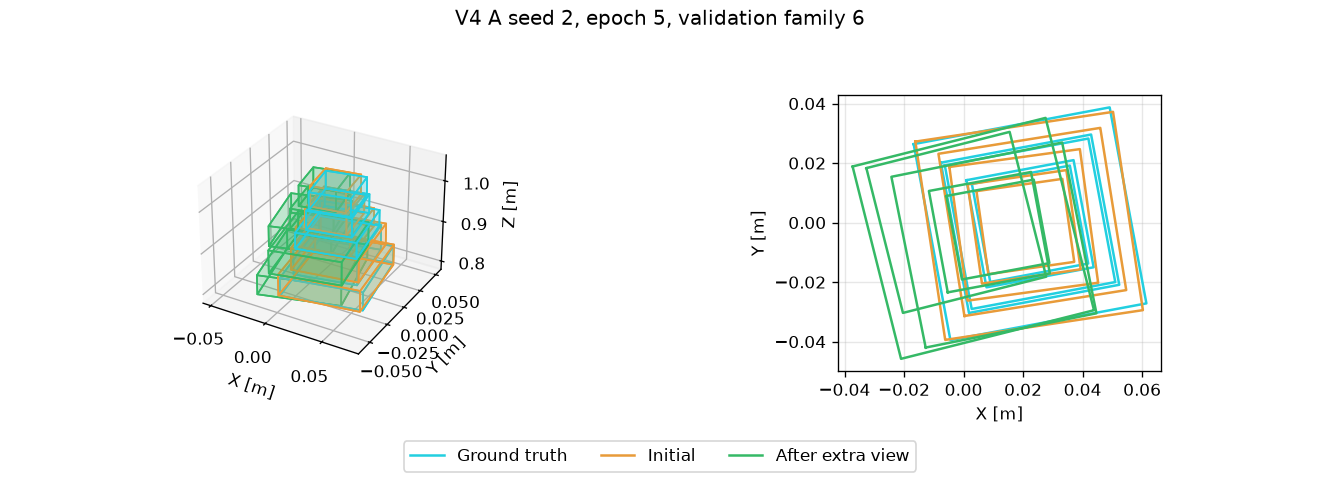 V4 A seed 2, epoch 5, validation family 6
1.0
0.9
0.8
Z [m]
0.050
0.025
0.000
−0.025
−0.050
Y [m]
−0.05
0.00
0.05
X [m]
0.04
0.02
0.00
−0.02
−0.04
Y [m]
−0.04 −0.02 0.00 0.02 0.04 0.06
X [m]
Ground truth Initial After extra view